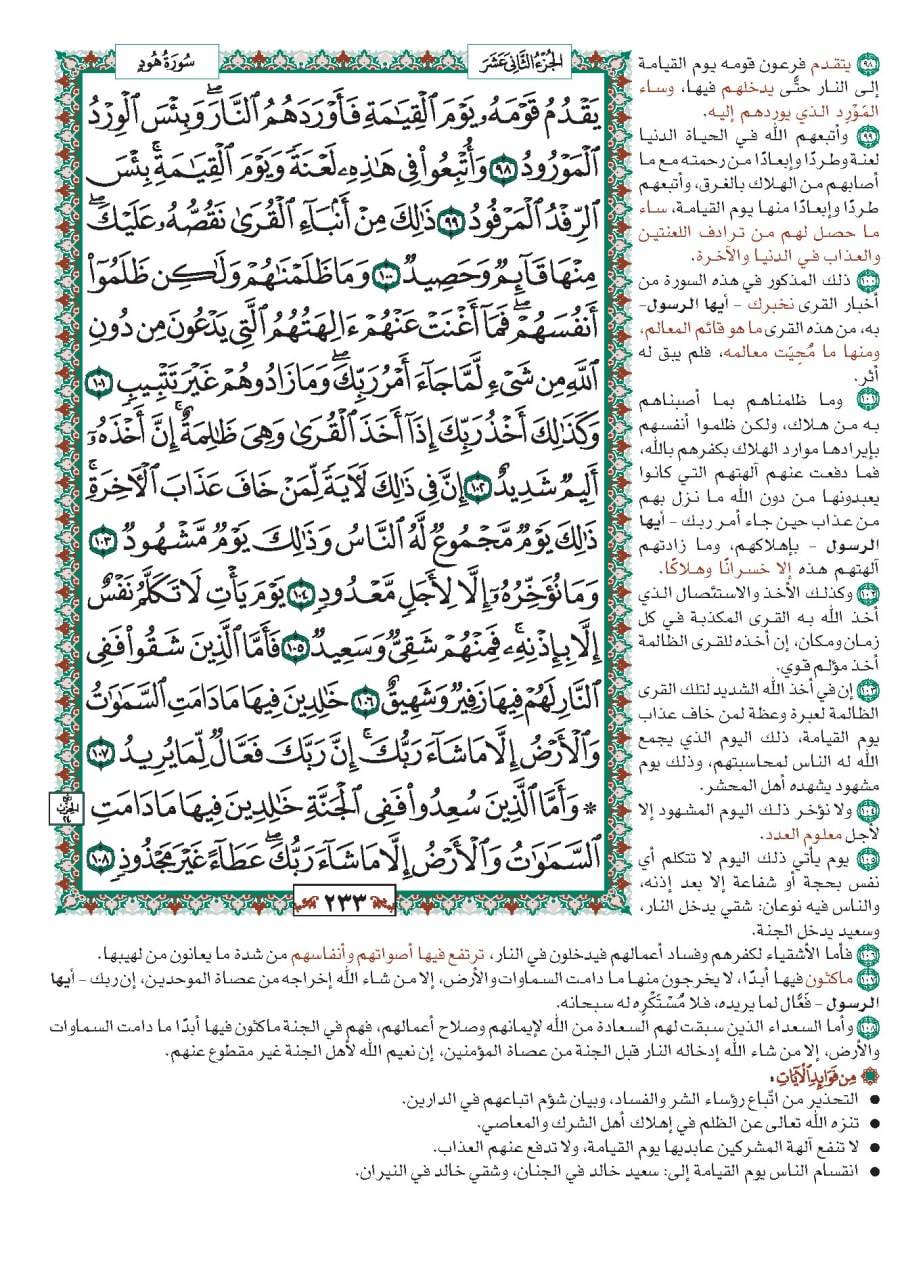 الجُزْءُ الثَّانِي عَشَرَ
سُورَةُ هُودٍ
يَقْدُمُ قَوْمَهُۥ يَوْمَ ٱلْقِيَٰمَةِ فَأَوْرَدَهُمُ ٱلنَّارَۖ وَبِئْسَ ٱلْوِرْدُ
ٱلْمَوْرُودُ ٩٨ وَأُتْبِعُوا۟ فِى هَٰذِهِۦ لَعْنَةً وَيَوْمَ ٱلْقِيَٰمَةِۚ بِئْسَ
ٱلرِّفْدُ ٱلْمَرْفُودُ ٩٩ ذَٰلِكَ مِنْ أَنۢبَآءِ ٱلْقُرَىٰ نَقُصُّهُۥ عَلَيْكَۖ
مِنْهَا قَآئِمٌ وَحَصِيدٌ ١٠٠ وَمَا ظَلَمْنَٰهُمْ وَلَٰكِن ظَلَمُوٓا۟
أَنفُسَهُمْۖ فَمَآ أَغْنَتْ عَنْهُمْ ءَالِهَتُهُمُ ٱلَّتِى يَدْعُونَ مِن دُونِ
ٱللَّهِ مِن شَىْءٍ لَّمَّا جَآءَ أَمْرُ رَبِّكَۖ وَمَا زَادُوهُمْ غَيْرَ تَتْبِيبٍ ١٠١
وَكَذَٰلِكَ أَخْذُ رَبِّكَ إِذَآ أَخَذَ ٱلْقُرَىٰ وَهِىَ ظَٰلِمَةٌۚ إِنَّ أَخْذَهُۥٓ
أَلِيمٌ شَدِيدٌ ١٠٢ إِنَّ فِى ذَٰلِكَ لَءَايَةً لِّمَنْ خَافَ عَذَابَ ٱلْءَاخِرَةِۚ
ذَٰلِكَ يَوْمٌ مَّجْمُوعٌ لَّهُ ٱلنَّاسُ وَذَٰلِكَ يَوْمٌ مَّشْهُودٌ ١٠٣
وَمَا نُؤَخِّرُهُۥٓ إِلَّا لِأَجَلٍ مَّعْدُودٍ ١٠٤ يَوْمَ يَأْتِ لَا تَكَلَّمُ نَفْسٌ
إِلَّا بِإِذْنِهِۦۚ فَمِنْهُمْ شَقِىٌّ وَسَعِيدٌ ١٠٥ فَأَمَّا ٱلَّذِينَ شَقُوا۟ فَفِى
ٱلنَّارِ لَهُمْ فِيهَا زَفِيرٌ وَشَهِيقٌ ١٠٦ خَٰلِدِينَ فِيهَا مَا دَامَتِ ٱلسَّمَٰوَٰتُ
وَٱلْأَرْضُ إِلَّا مَا شَآءَ رَبُّكَۚ إِنَّ رَبَّكَ فَعَّالٌ لِّمَا يُرِيدُ ١٠٧
* وَأَمَّا ٱلَّذِينَ سُعِدُوا۟ فَفِى ٱلْجَنَّةِ خَٰلِدِينَ فِيهَا مَا دَامَتِ
ٱلسَّمَٰوَٰتُ وَٱلْأَرْضُ إِلَّا مَا شَآءَ رَبُّكَۖ عَطَآءً غَيْرَ مَجْذُوذٍ ١٠٨
٢٣٣
٩٨ يتقدم فرعون قومه يوم القيامة
إلى النار حتَّى يدخلهم فيها، وساء
المَوْرِد الذي يوردهم إليه.
٩٩ وأتبعهم الله في الحياة الدنيا
لعنة وطردًا وإبعادًا من رحمته مع ما
أصابهم من الهلاك بالغرق، وأتبعهم
طردًا وإبعادًا منها يوم القيامة، ساء
ما حصل لهم من ترادف اللعنتين
والعذاب في الدنيا والآخرة.
١٠٠ ذلك المذكور في هذه السورة من
أخبار القرى نخبرك – أيها الرسول–
به، من هذه القرى ما هو قائم المعالم،
ومنها ما مُحِيَت معالمه، فلم يبق له
أثر.
١٠١ وما ظلمناهم بما أصبناهم
به من هلاك، ولكن ظلموا أنفسهم
بإيرادها موارد الهلاك بكفرهم بالله،
فما دفعت عنهم آلهتهم التي كانوا
يعبدونها من دون الله ما نزل بهم
من عذاب حين جاء أمر ربك – أيها
الرسول – بإهلاكهم، وما زادتهم
آلهتهم هذه إلا خسرانًا وهلاكًا.
١٠٢ وكذلك الأخذ والاستئصال الذي
أخذ الله به القرى المكذبة في كل
زمان ومكان، إن أخذه للقرى الظالمة
أخذ مؤلم قوي.
١٠٣ إن في أخذ الله الشديد لتلك القرى
الظالمة لعبرة وعظة لمن خاف عذاب
يوم القيامة، ذلك اليوم الذي يجمع
الله له الناس لمحاسبتهم، وذلك يوم
مشهود يشهده أهل المحشر.
١٠٤ ولا نؤخر ذلك اليوم المشهود إلا
لأجل معلوم العدد.
١٠٥ يوم يأتي ذلك اليوم لا تتكلم أي
نفس بحجة أو شفاعة إلا بعد إذنه،
والناس فيه نوعان: شقي يدخل النار،
وسعيد يدخل الجنة.
١٠٦ فأما الأشقياء لكفرهم وفساد أعمالهم فيدخلون في النار، ترتفع فيها أصواتهم وأنفاسهم من شدة ما يعانون من لهيبها.
١٠٧ ماكثون فيها أبدًا، لا يخرجون منها ما دامت السماوات والأرض، إلا من شاء الله إخراجه من عصاة الموحدين، إن ربك – أيها
الرسول – فَعَّال لما يريده، فلا مُسْتَكْرِه له سبحانه.
١٠٨ وأما السعداء الذين سبقت لهم السعادة من الله لإيمانهم وصلاح أعمالهم، فهم في الجنة ماكثون فيها أبدًا ما دامت السماوات
والأرض، إلا من شاء الله إدخاله النار قبل الجنة من عصاة المؤمنين، إن نعيم الله لأهل الجنة غير مقطوع عنهم.
مِن فَوَائِدِ الآيَاتِ:
● التحذير من اتّباع رؤساء الشر والفساد، وبيان شؤم اتباعهم في الدارين.
● تنزه الله تعالى عن الظلم في إهلاك أهل الشرك والمعاصي.
● لا تنفع آلهة المشركين عابديها يوم القيامة، ولا تدفع عنهم العذاب.
● انقسام الناس يوم القيامة إلى: سعيد خالد في الجنان، وشقي خالد في النيران.